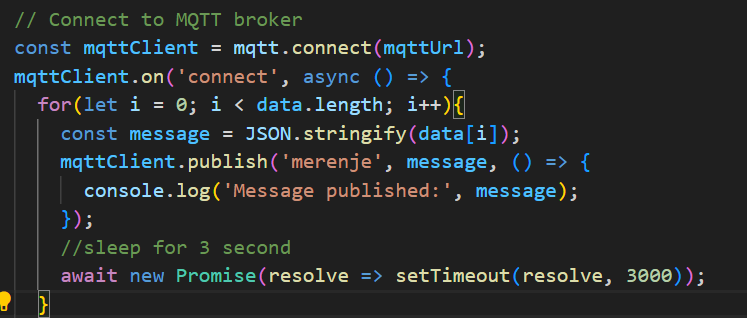 // Connect to MQTT broker
const mqttClient = mqtt.connect(mqttUrl);
mqttClient.on('connect', async () => {
  for(let i = 0; i < data.length; i++){
    const message = JSON.stringify(data[i]);
    mqttClient.publish('merenje', message, () => {
      console.log('Message published:', message);
    });
    //sleep for 3 second
    await new Promise(resolve => setTimeout(resolve, 3000));
  }